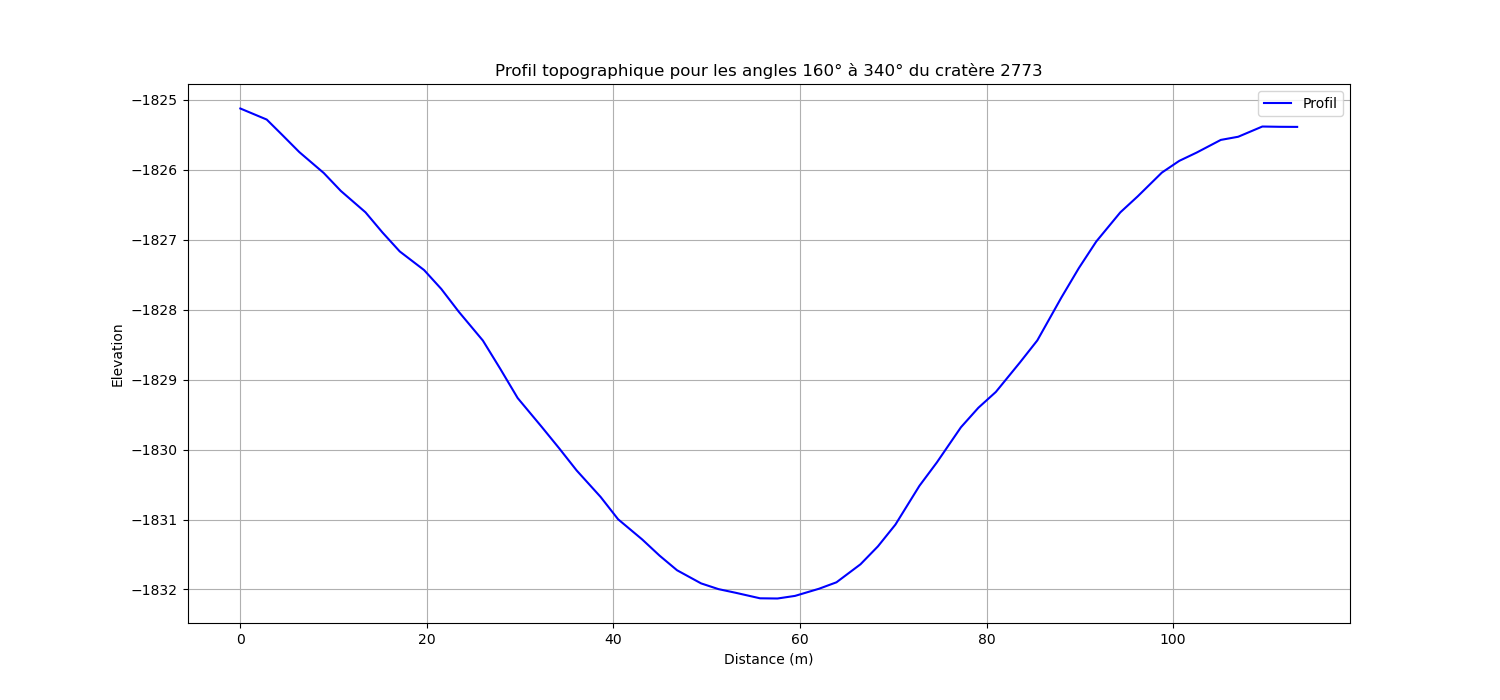 Profil topographique pour les angles 160° à 340° du cratère 2773
Profil
−1825
−1826
−1827
−1828
−1829
−1830
−1831
−1832
Elevation
0 20 40 60 80 100
Distance (m)